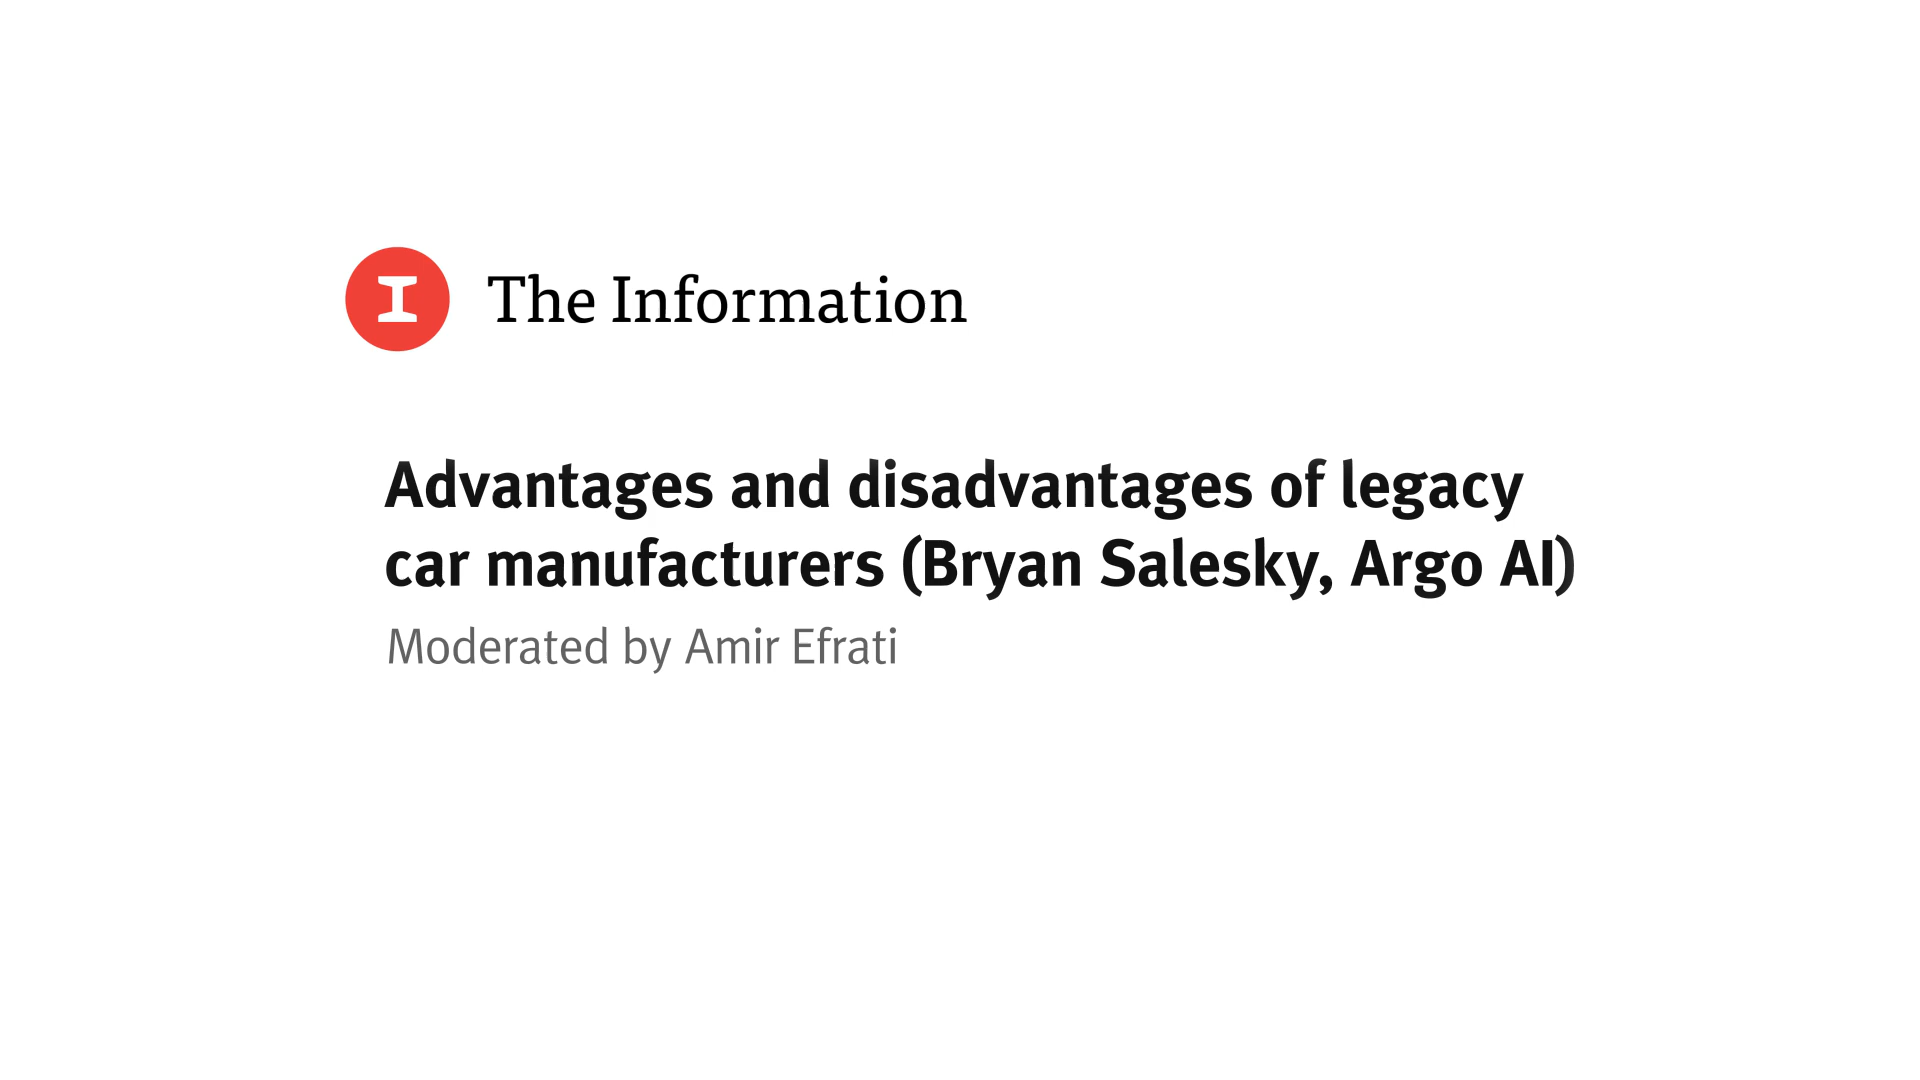 I The Information
Advantages and disadvantages of legacy
car manufacturers (Bryan Salesky, Argo AI)
Moderated by Amir Efrati